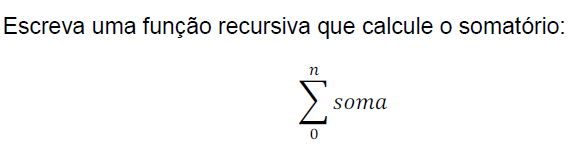 Escreva uma função recursiva que calcule o somatório:
n
∑ soma
0